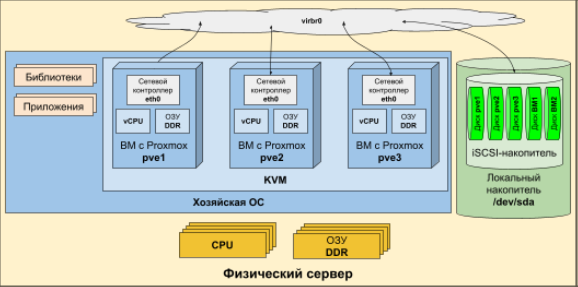 virbr0
Библиотеки
Приложения
Сетевой
контроллер
eth0
vCPU
ОЗУ
DDR
ВМ с Proxmox
pve1
Сетевой
контроллер
eth0
vCPU
ОЗУ
DDR
ВМ с Proxmox
pve2
Сетевой
контроллер
eth0
vCPU
ОЗУ
DDR
ВМ с Proxmox
pve3
KVM
Хозяйская ОС
Диск pve1
Диск pve2
Диск pve3
Диск ВМ1
Диск ВМ2
iSCSI-накопитель
Локальный
накопитель
/dev/sda
CPU
ОЗУ
DDR
Физический сервер